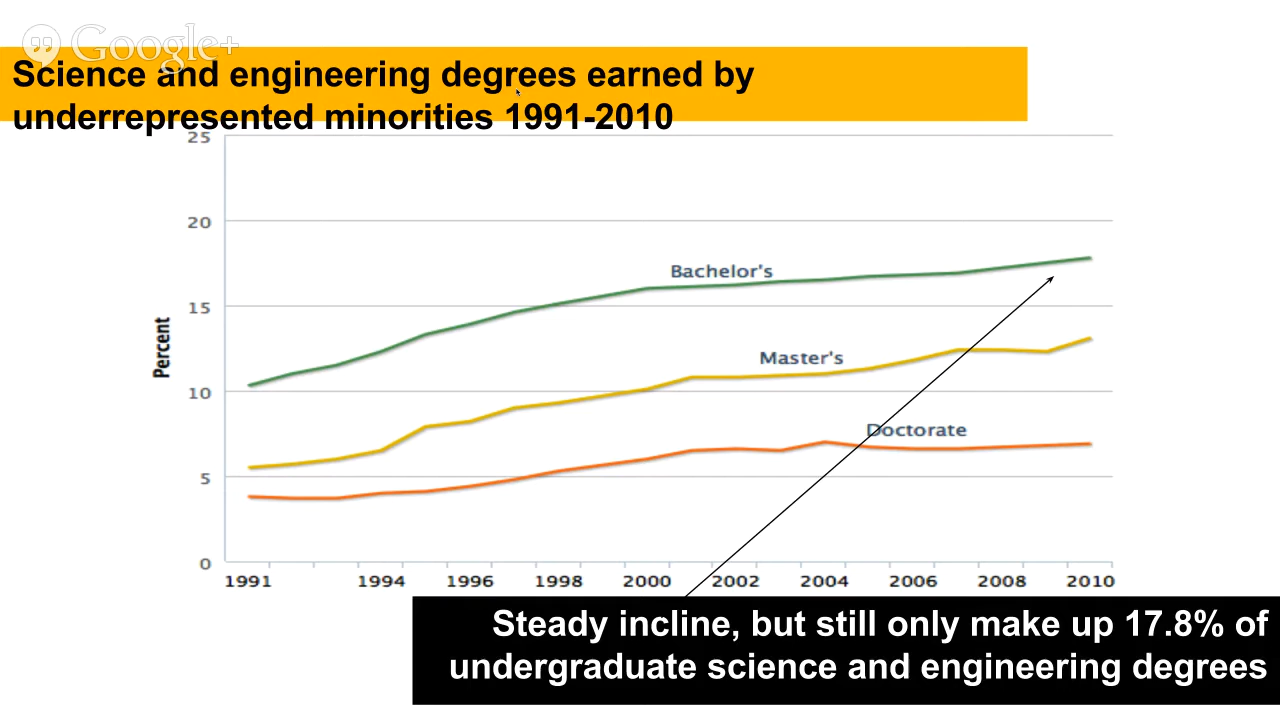 Google+
Science and engineering degrees earned by
underrepresented minorities 1991-2010
25
20
15
10
5
0
Percent
Bachelor's
Master's
Doctorate
1991 1994 1996 1998 2000 2002 2004 2006 2008 2010
Steady incline, but still only make up 17.8% of
undergraduate science and engineering degrees